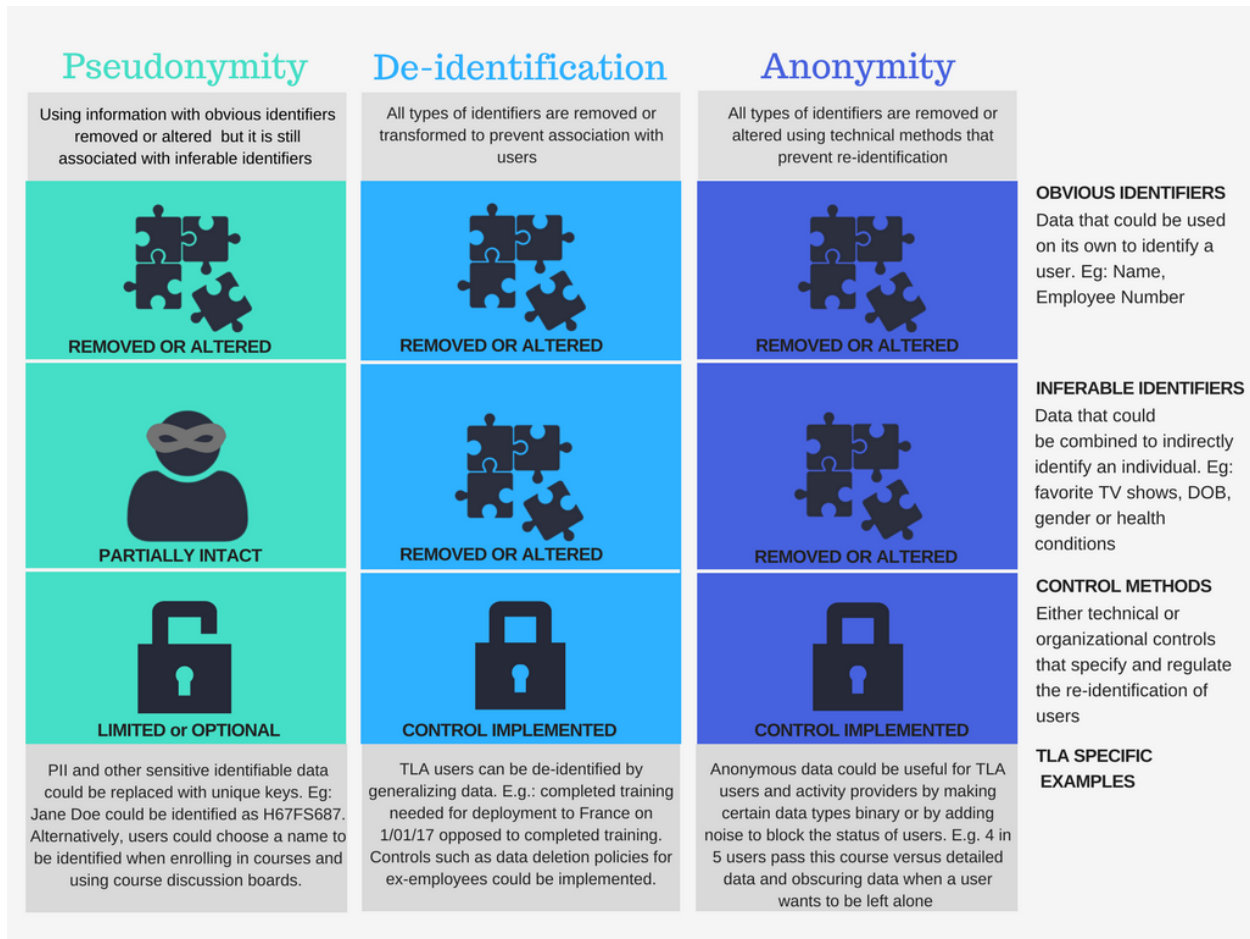 Pseudonymity
Using information with obvious identifiers
removed or altered but it is still
associated with inferable identifiers
REMOVED OR ALTERED
PARTIALLY INTACT
LIMITED or OPTIONAL
PII and other sensitive identifiable data
could be replaced with unique keys. Eg:
Jane Doe could be identified as H67FS687.
Alternatively, users could choose a name to
be identified when enrolling in courses and
using course discussion boards.
De-identification
All types of identifiers are removed or
transformed to prevent association with
users
REMOVED OR ALTERED
REMOVED OR ALTERED
CONTROL IMPLEMENTED
TLA users can be de-identified by
generalizing data. E.g.: completed training
needed for deployment to France on
1/01/17 opposed to completed training.
Controls such as data deletion policies for
ex-employees could be implemented.
Anonymity
All types of identifiers are removed or
altered using technical methods that
prevent re-identification
REMOVED OR ALTERED
REMOVED OR ALTERED
CONTROL IMPLEMENTED
Anonymous data could be useful for TLA
users and activity providers by making
certain data types binary or by adding
noise to block the status of users. E.g. 4 in
5 users pass this course versus detailed
data and obscuring data when a user
wants to be left alone
OBVIOUS IDENTIFIERS
Data that could be used
on its own to identify a
user. Eg: Name,
Employee Number
INFERABLE IDENTIFIERS
Data that could
be combined to indirectly
identify an individual. Eg:
favorite TV shows, DOB,
gender or health
conditions
CONTROL METHODS
Either technical or
organizational controls
that specify and regulate
the re-identification of
users
TLA SPECIFIC
EXAMPLES